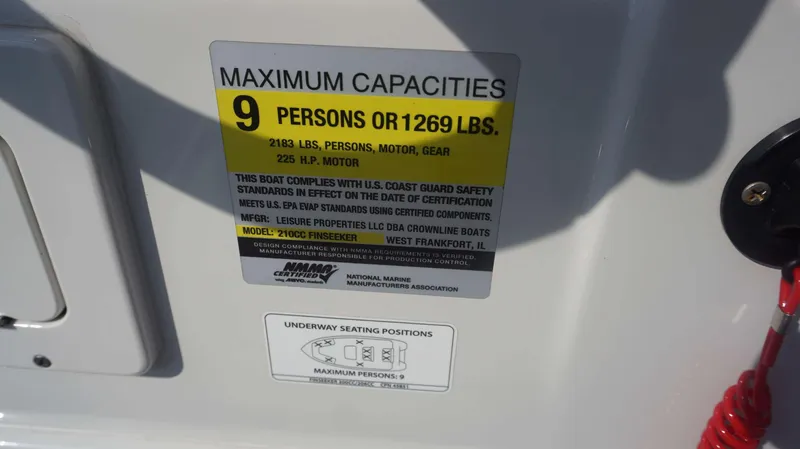 MAXIMUM CAPACITIES
9 PERSONS OR 1269 LBS.
2183 LBS, PERSONS, MOTOR, GEAR
225 H.P. MOTOR
THIS BOAT COMPLIES WITH U.S. COAST GUARD SAFETY
STANDARDS IN EFFECT ON THE DATE OF CERTIFICATION
MEETS U.S. EPA EVAP STANDARDS USING CERTIFIED COMPONENTS.
MFGR: LEISURE PROPERTIES LLC DBA CROWNLINE BOATS
MODEL: 210CC FINSEEKER WEST FRANKFORT, IL
DESIGN COMPLIANCE WITH NMMA REQUIREMENTS IS VERIFIED.
MANUFACTURER RESPONSIBLE FOR PRODUCTION CONTROL.
NMMA
CERTIFIED
NATIONAL MARINE
MANUFACTURERS ASSOCIATION
UNDERWAY SEATING POSITIONS
MAXIMUM PERSONS: 9